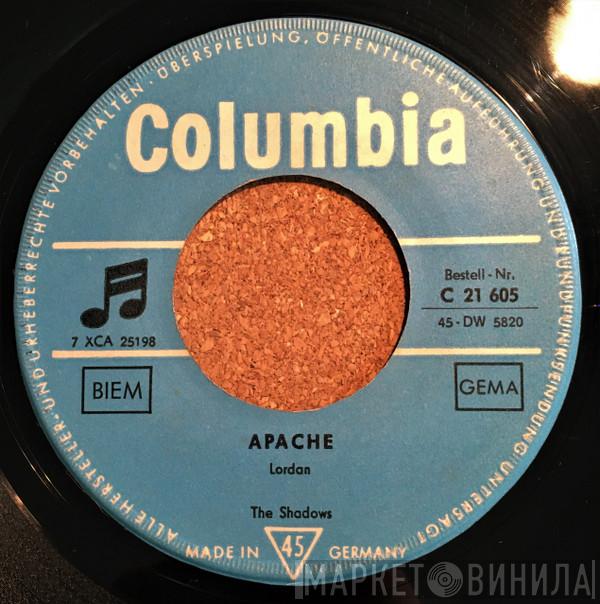 ALLE HERSTELLER- UND URHEBERRECHTE VORBEHALTEN · ÜBERSPIELUNG, ÖFFENTLICHE AUFFÜHRUNG UND RUNDFUNKSENDUNG UNTERSAGT
Columbia
7 XCA 25198
Bestell - Nr.
C 21 605
45 - DW 5820
BIEM
GEMA
APACHE
Lordan
The Shadows
MADE IN 45 GERMANY
МАРКЕТ ВИНИЛА